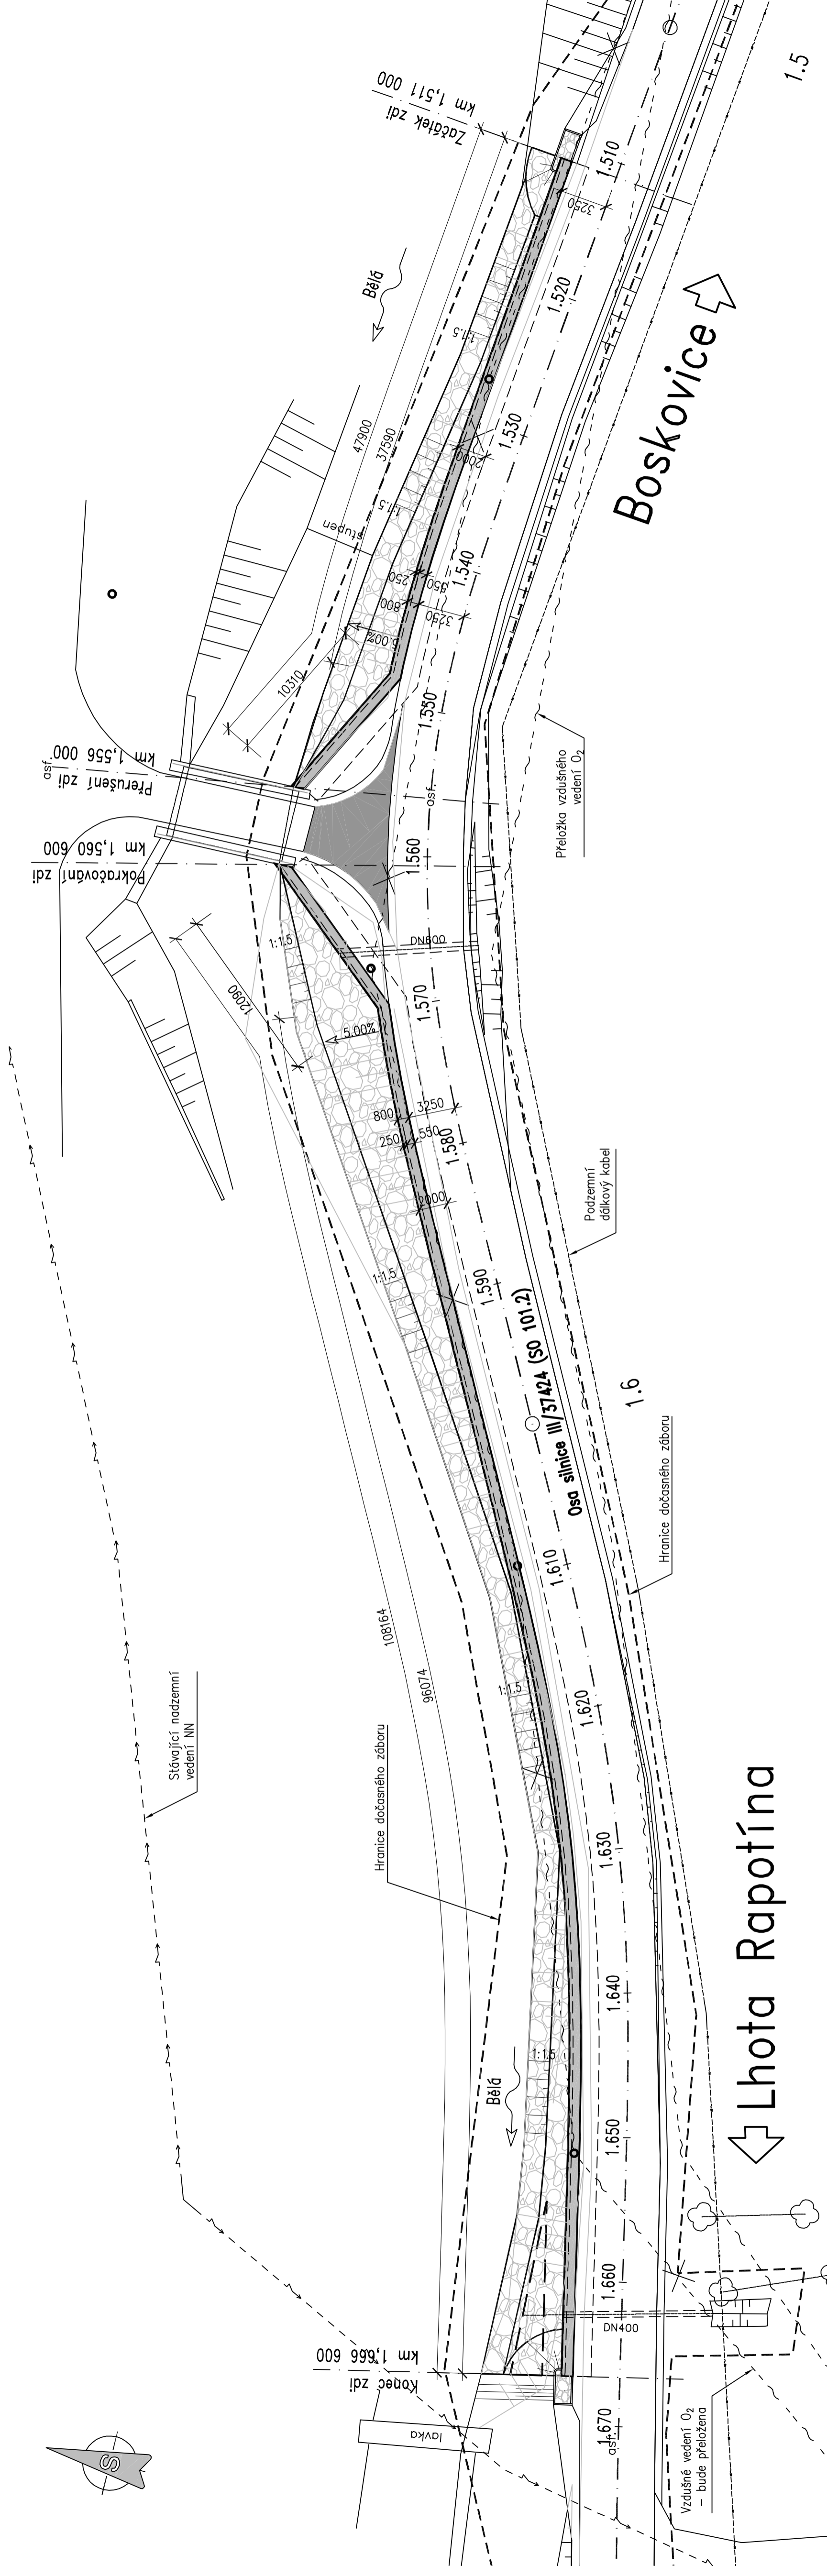 km 1,511 000
Začátek zdi
1.5
1.510
3250
Bělá
1.520
1:1.5
47900
37590
1.530
2000
Boskovice
1:1.5
stupen
1.540
250
550
800
3250
5.00%
10310
1.550
km 1,556 000
asf.
Přerušení zdi
Přeložka vzdušného
vedení O2
asf.
km 1,560 600
Pokračování zdi
1.560
1:1.5
DN600
12090
1.570
5.00%
800
3250
250
550
1.580
2000
Podzemní
dálkový kabel
1:1.5
1.590
Osa silnice III/37424 (SO 101.2)
1.6
Hranice dočasného záboru
1.610
108164
96074
Stávající nadzemní
vedení NN
1:1.5
1.620
Hranice dočasného záboru
Lhota Rapotína
1.630
1.640
Bělá
1:1.5
1.650
1.660
DN400
km 1,666 600
Konec zdi
lavka
1.670
asf.
Vzdušné vedení O2
– bude přeložena
S